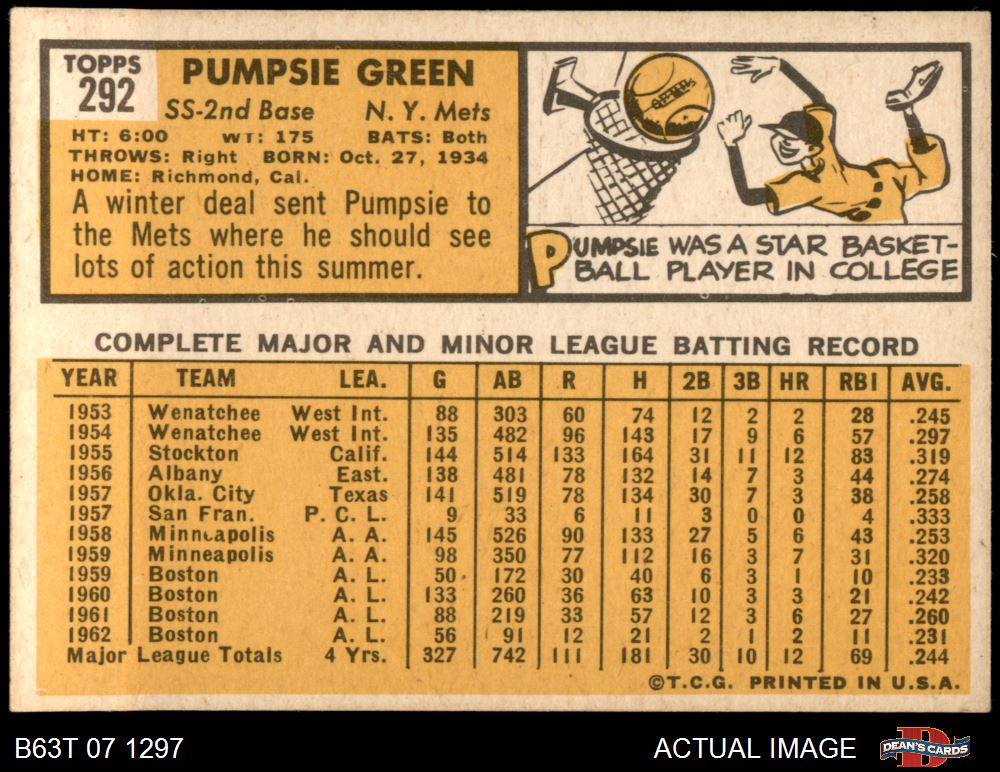 TOPPS
292
PUMPSIE GREEN
SS-2nd Base N. Y. Mets
HT: 6:00 WT: 175 BATS: Both
THROWS: Right BORN: Oct. 27, 1934
HOME: Richmond, Cal.
A winter deal sent Pumpsie to
the Mets where he should see
lots of action this summer.
PUMPSIE WAS A STAR BASKET-
BALL PLAYER IN COLLEGE
COMPLETE MAJOR AND MINOR LEAGUE BATTING RECORD
YEAR TEAM LEA. G AB R H 2B 3B HR RBI AVG.
1953 Wenatchee West Int. 88 303 60 74 12 2 2 28 .245
1954 Wenatchee West Int. 135 482 96 143 17 9 6 57 .297
1955 Stockton Calif. 144 514 133 164 31 11 12 83 .319
1956 Albany East. 138 481 78 132 14 7 3 44 .274
1957 Okla. City Texas 141 519 78 134 30 7 3 38 .258
1957 San Fran. P. C. L. 9 33 6 11 3 0 0 4 .333
1958 Minneapolis A. A. 145 526 90 133 27 5 6 43 .253
1959 Minneapolis A. A. 98 350 77 112 16 3 7 31 .320
1959 Boston A. L. 50 172 30 40 6 3 1 10 .233
1960 Boston A. L. 133 260 36 63 10 3 3 21 .242
1961 Boston A. L. 88 219 33 57 12 3 6 27 .260
1962 Boston A. L. 56 91 12 21 2 1 2 11 .231
Major League Totals 4 Yrs. 327 742 111 181 30 10 12 69 .244
©T.C.G. PRINTED IN U.S.A.
B63T 07 1297 ACTUAL IMAGE DEAN'S CARDS